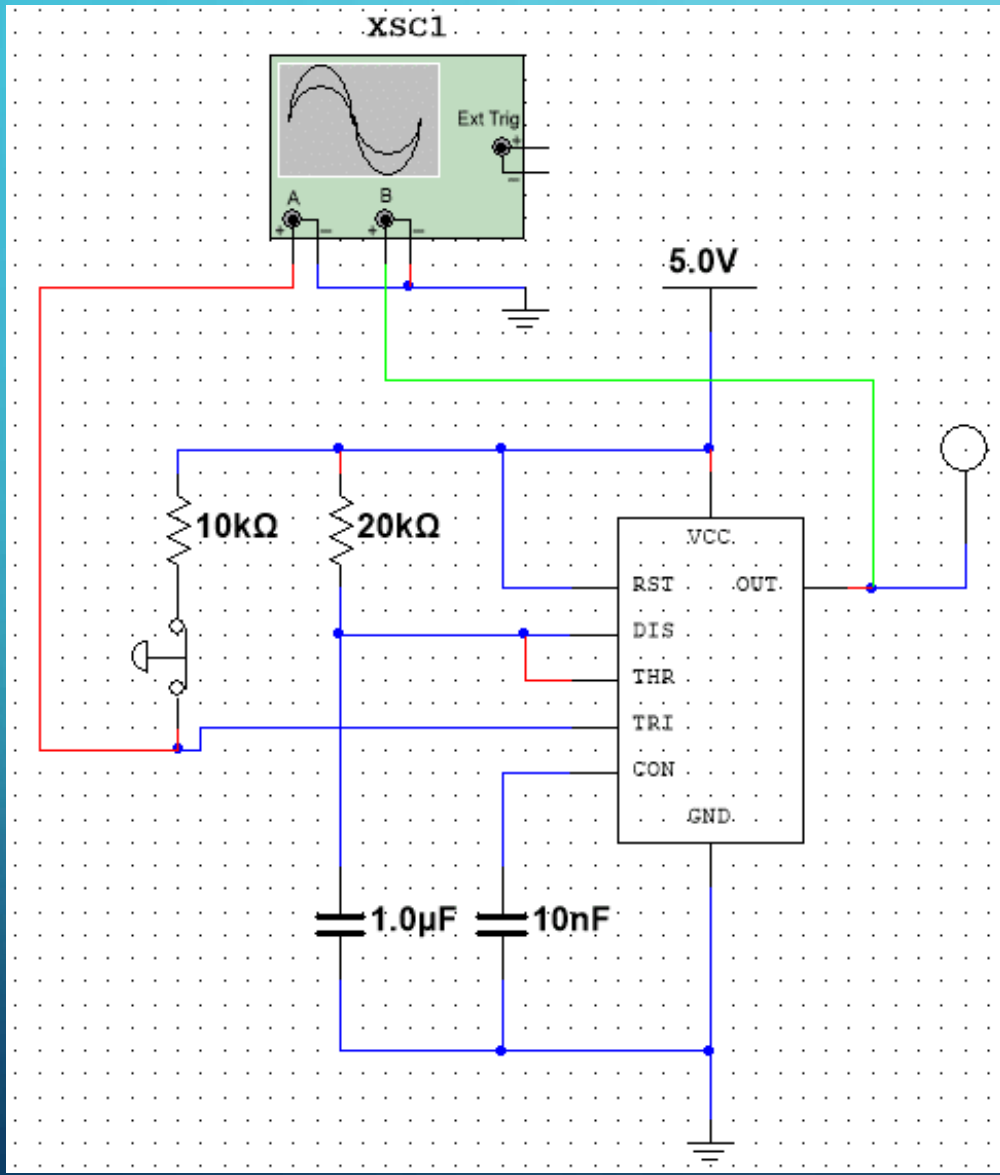 XSC1
Ext Trig
+
−
A
B
+
−
+
−
5.0V
10kΩ
20kΩ
VCC
RST
OUT
DIS
THR
TRI
CON
GND
1.0µF
10nF